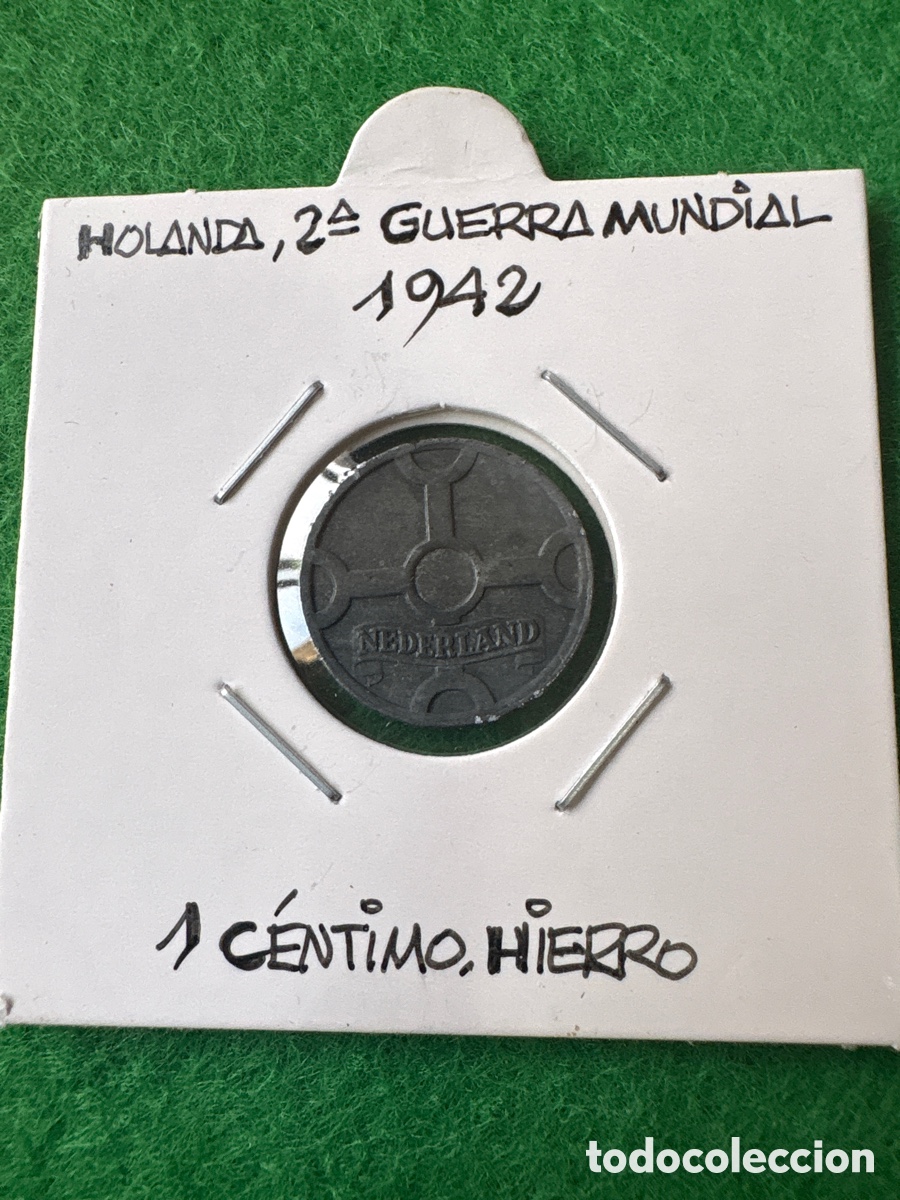 HOLANDA, 2ª GUERRA MUNDIAL
1942
NEDERLAND
1 CÉNTIMO. HIERRO
todocoleccion